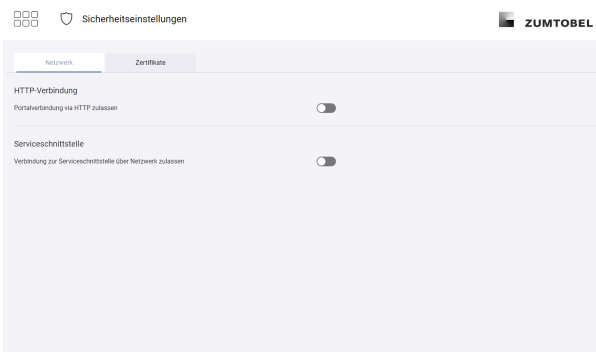 Sicherheitseinstellungen
ZUMTOBEL
Netzwerk
Zertifikate
HTTP-Verbindung
Portalverbindung via HTTP zulassen
Serviceschnittstelle
Verbindung zur Serviceschnittstelle über Netzwerk zulassen